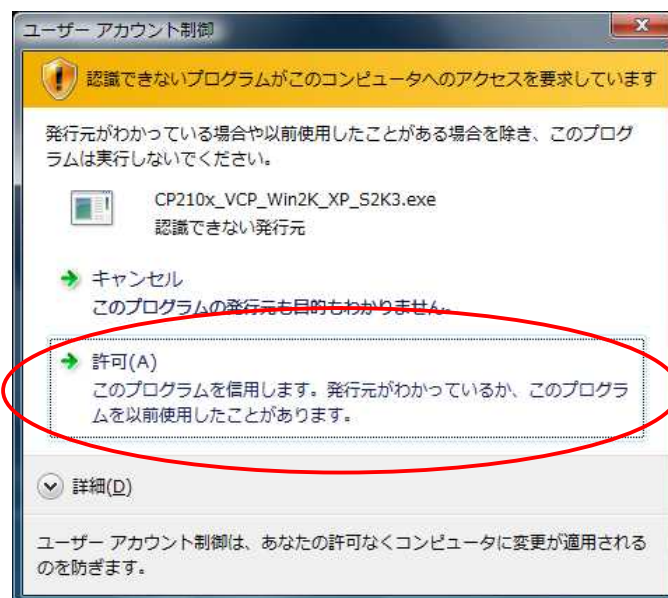 ユーザー アカウント制御
認識できないプログラムがこのコンピュータへのアクセスを要求しています
発行元がわかっている場合や以前使用したことがある場合を除き、このプログ
ラムは実行しないでください。
CP210x_VCP_Win2K_XP_S2K3.exe
認識できない発行元
キャンセル
このプログラムの発行元も目的もわかりません。
許可(A)
このプログラムを信用します。発行元がわかっているか、このプログラ
ムを以前使用したことがあります。
詳細(D)
ユーザー アカウント制御は、あなたの許可なくコンピュータに変更が適用される
のを防ぎます。